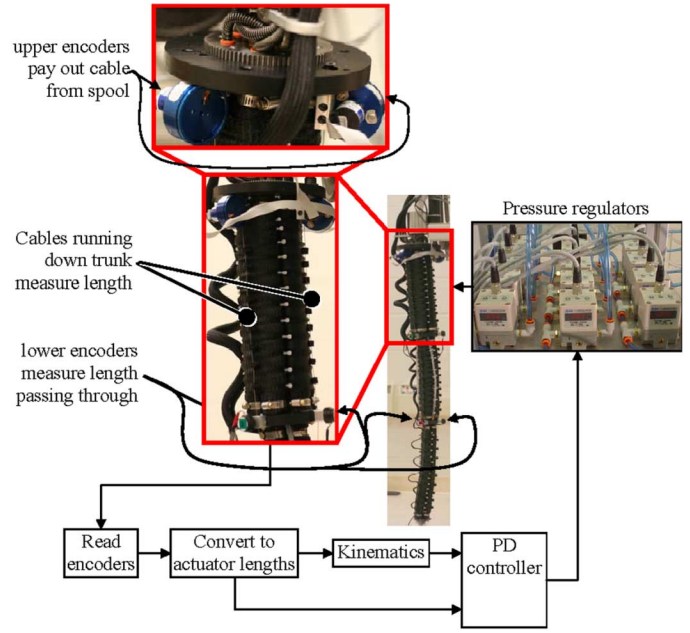 upper encoders
pay out cable
from spool
Pressure regulators
Cables running
down trunk
measure length
lower encoders
measure length
passing through
Read
encoders
Convert to
actuator lengths
Kinematics
PD
controller